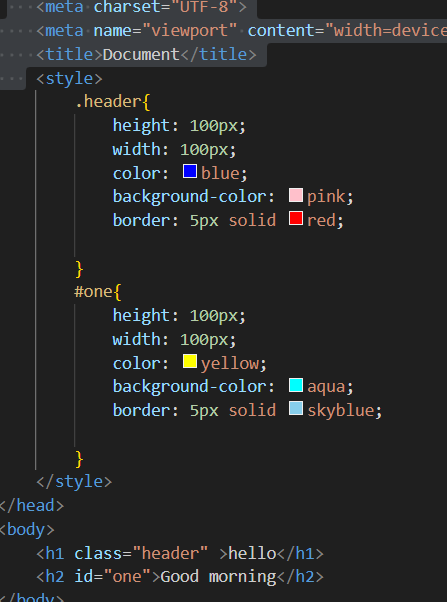 <meta charset="UTF-8">
<meta name="viewport" content="width=device
<title>Document</title>
<style>
.header{
height: 100px;
width: 100px;
color: blue;
background-color: pink;
border: 5px solid red;
}
#one{
height: 100px;
width: 100px;
color: yellow;
background-color: aqua;
border: 5px solid skyblue;
}
</style>
</head>
<body>
<h1 class="header" >hello</h1>
<h2 id="one">Good morning</h2>
</body>